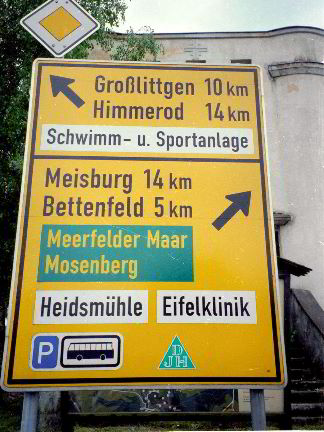 Großlittgen 10 km
Himmerod 14 km
Schwimm- u. Sportanlage
Meisburg 14 km
Bettenfeld 5 km
Meerfelder Maar
Mosenberg
Heidsmühle Eifelklinik
P DJH